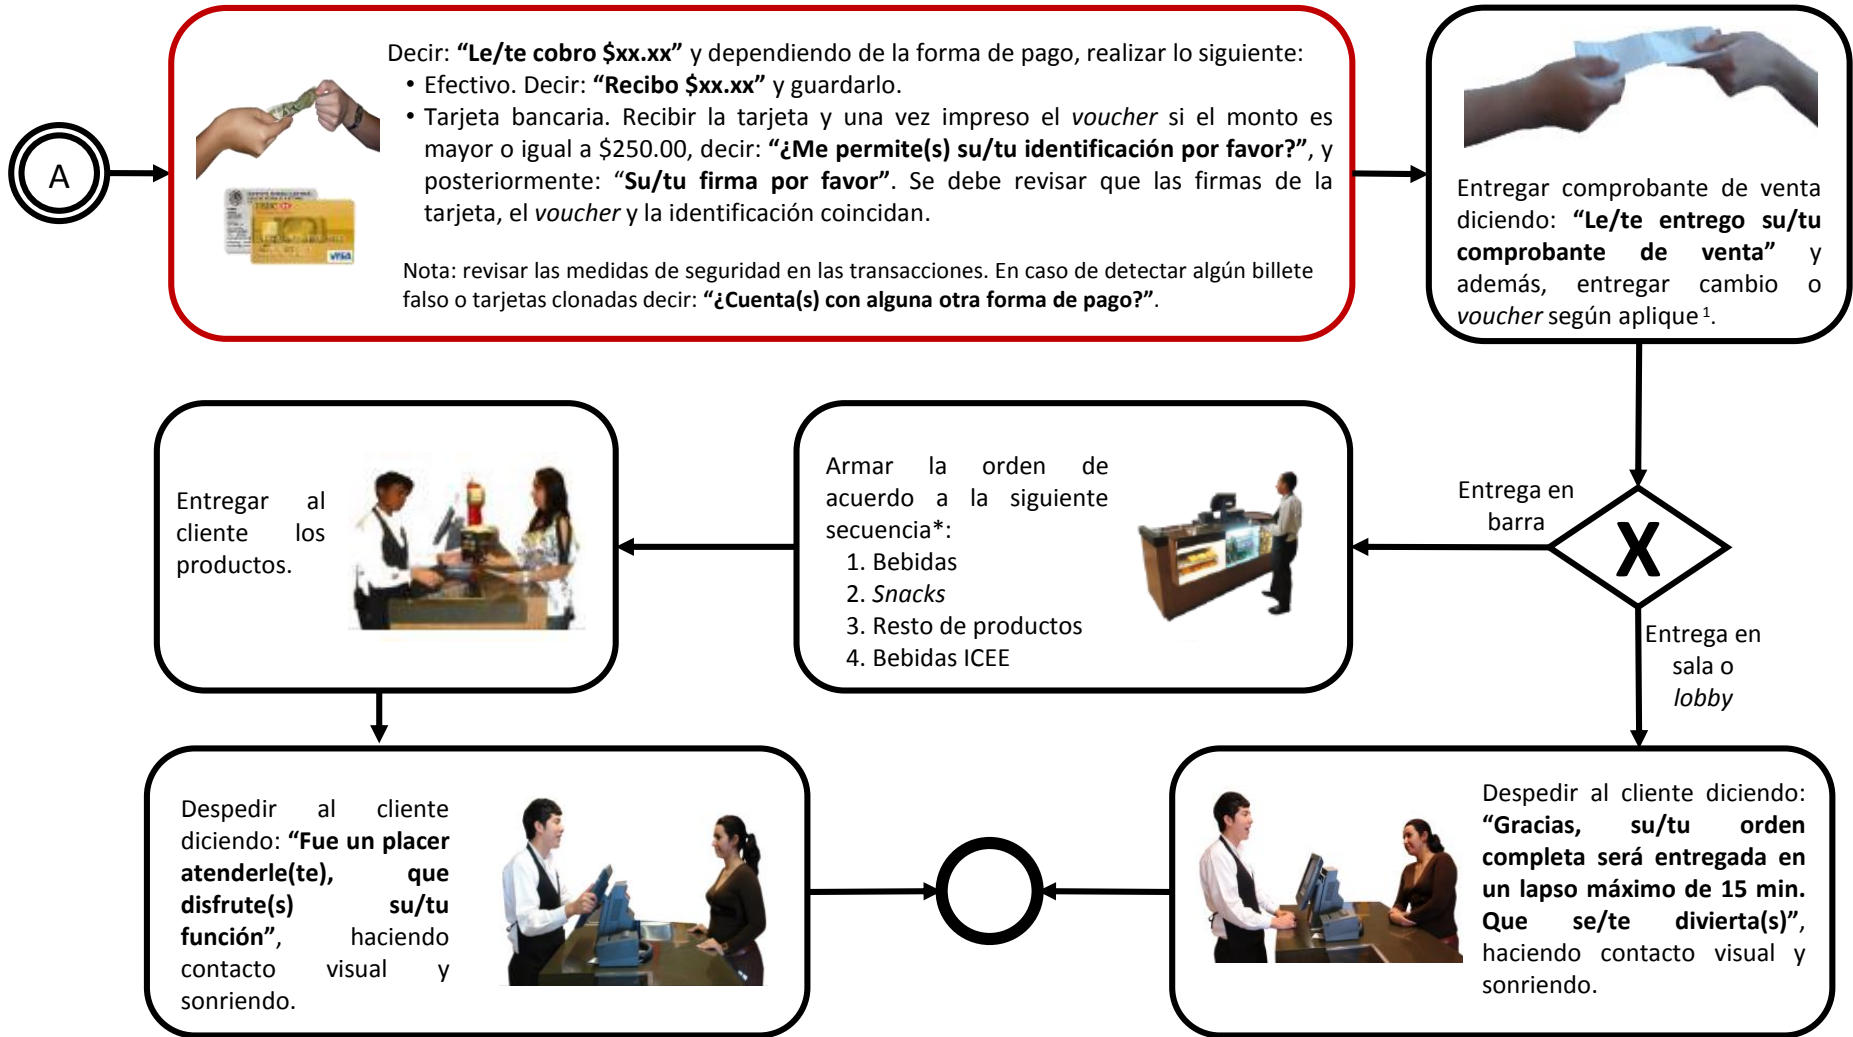 A
Decir: “Le/te cobro $xx.xx” y dependiendo de la forma de pago, realizar lo siguiente:
• Efectivo. Decir: “Recibo $xx.xx” y guardarlo.
• Tarjeta bancaria. Recibir la tarjeta y una vez impreso el voucher si el monto es
mayor o igual a $250.00, decir: “¿Me permite(s) su/tu identificación por favor?”, y
posteriormente: “Su/tu firma por favor”. Se debe revisar que las firmas de la
tarjeta, el voucher y la identificación coincidan.
Nota: revisar las medidas de seguridad en las transacciones. En caso de detectar algún billete
falso o tarjetas clonadas decir: “¿Cuenta(s) con alguna otra forma de pago?”.
VISA
Entregar comprobante de venta
diciendo: “Le/te entrego su/tu
comprobante de venta” y
además, entregar cambio o
voucher según aplique ¹.
Entrega en
barra
X
Entrega en
sala o
lobby
Armar la orden de
acuerdo a la siguiente
secuencia*:
1. Bebidas
2. Snacks
3. Resto de productos
4. Bebidas ICEE
Entregar al
cliente los
productos.
Despedir al cliente
diciendo: “Fue un placer
atenderle(te), que
disfrute(s) su/tu
función”, haciendo
contacto visual y
sonriendo.
Despedir al cliente diciendo:
“Gracias, su/tu orden
completa será entregada en
un lapso máximo de 15 min.
Que se/te divierta(s)”,
haciendo contacto visual y
sonriendo.